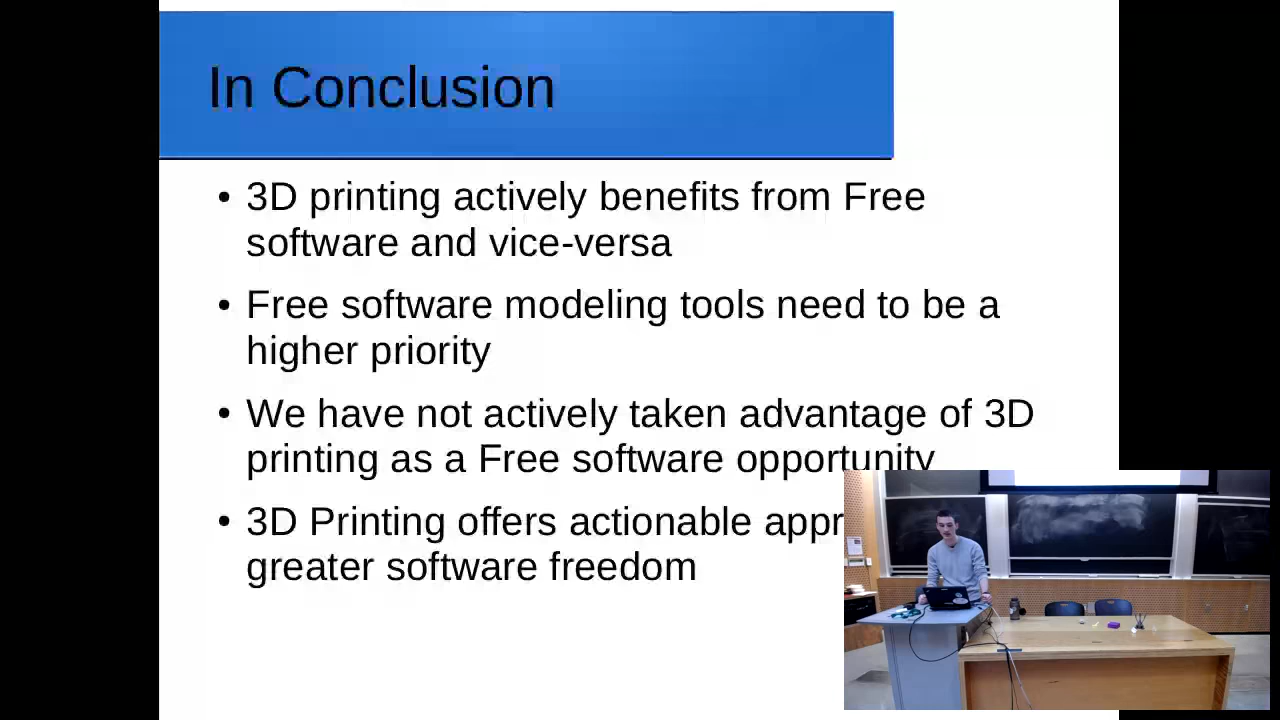 In Conclusion
• 3D printing actively benefits from Free
software and vice-versa
• Free software modeling tools need to be a
higher priority
• We have not actively taken advantage of 3D
printing as a Free software opportunity
• 3D Printing offers actionable
greater software freedom